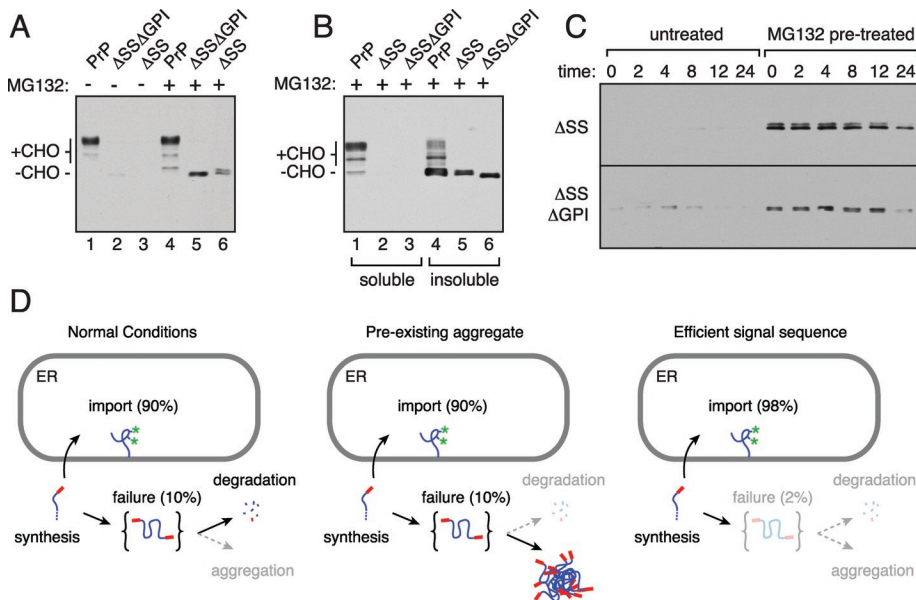 A
PrP ΔSSΔGPI ΔSS PrP ΔSSΔGPI ΔSS
MG132: - - - + + +
+CHO -
-CHO -
1 2 3 4 5 6
B
PrP ΔSS ΔSSΔGPI PrP ΔSS ΔSSΔGPI
MG132: + + + + + +
+CHO -
-CHO -
1 2 3 4 5 6
soluble insoluble
C
untreated MG132 pre-treated
time: 0 2 4 8 12 24 0 2 4 8 12 24
ΔSS
ΔSS
ΔGPI
D
Normal Conditions
ER
import (90%)
* *
synthesis
failure (10%)
degradation
aggregation
Pre-existing aggregate
ER
import (90%)
* *
synthesis
failure (10%)
degradation
Efficient signal sequence
ER
import (98%)
* *
synthesis
failure (2%)
degradation
aggregation